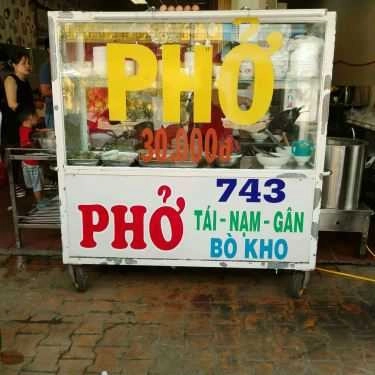 PHỞ
30.000đ
PHỞ
743
TÁI - NẠM - GÂN
BÒ KHO